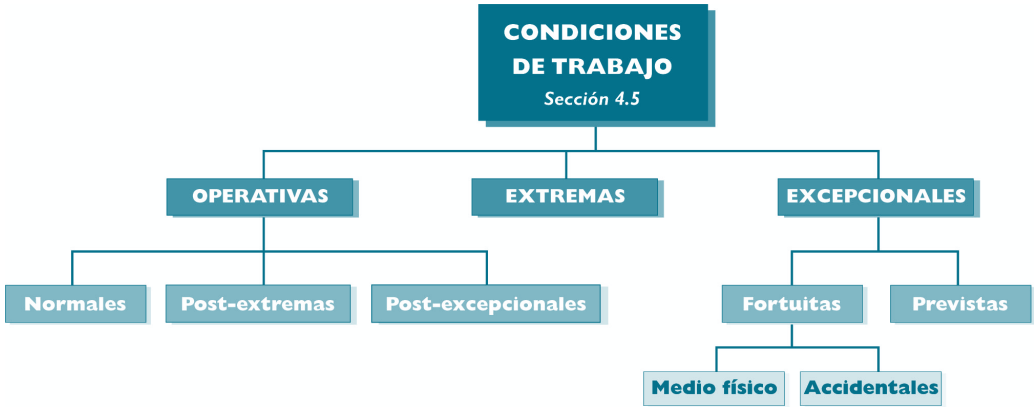 CONDICIONES
DE TRABAJO
Sección 4.5
OPERATIVAS
EXTREMAS
EXCEPCIONALES
Normales
Post-extremas
Post-excepcionales
Fortuitas
Previstas
Medio físico
Accidentales